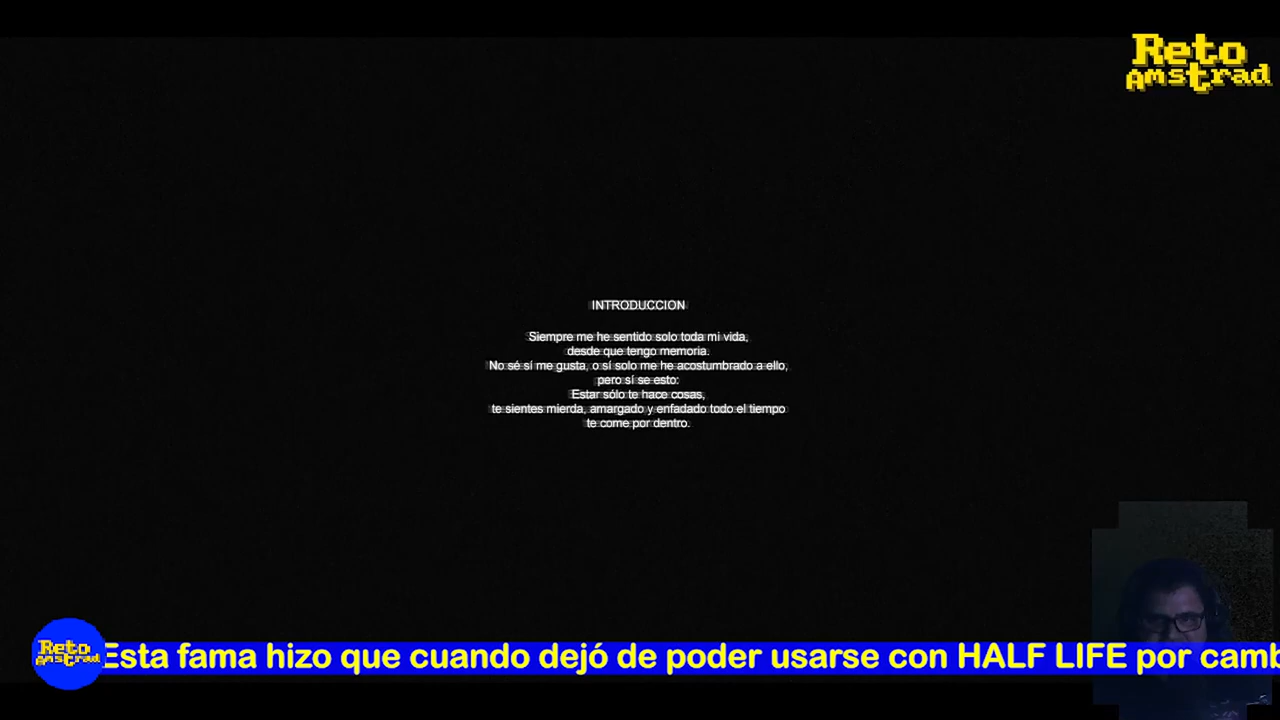 Reto
Amstrad
INTRODUCCION
Siempre me he sentido solo toda mi vida,
desde que tengo memoria.
No sé sí me gusta, o sí solo me he acostumbrado a ello,
pero sí se esto:
Estar sólo te hace cosas,
te sientes mierda, amargado y enfadado todo el tiempo
te come por dentro.
Reto
Amstrad
Esta fama hizo que cuando dejó de poder usarse con HALF LIFE por camb